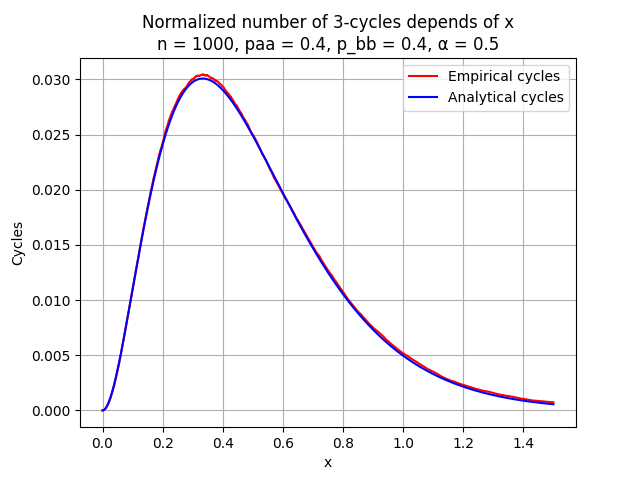 Normalized number of 3-cycles depends of x
n = 1000, paa = 0.4, p_bb = 0.4, α = 0.5
Empirical cycles
Analytical cycles
Cycles
0.030
0.025
0.020
0.015
0.010
0.005
0.000
0.0 0.2 0.4 0.6 0.8 1.0 1.2 1.4
x